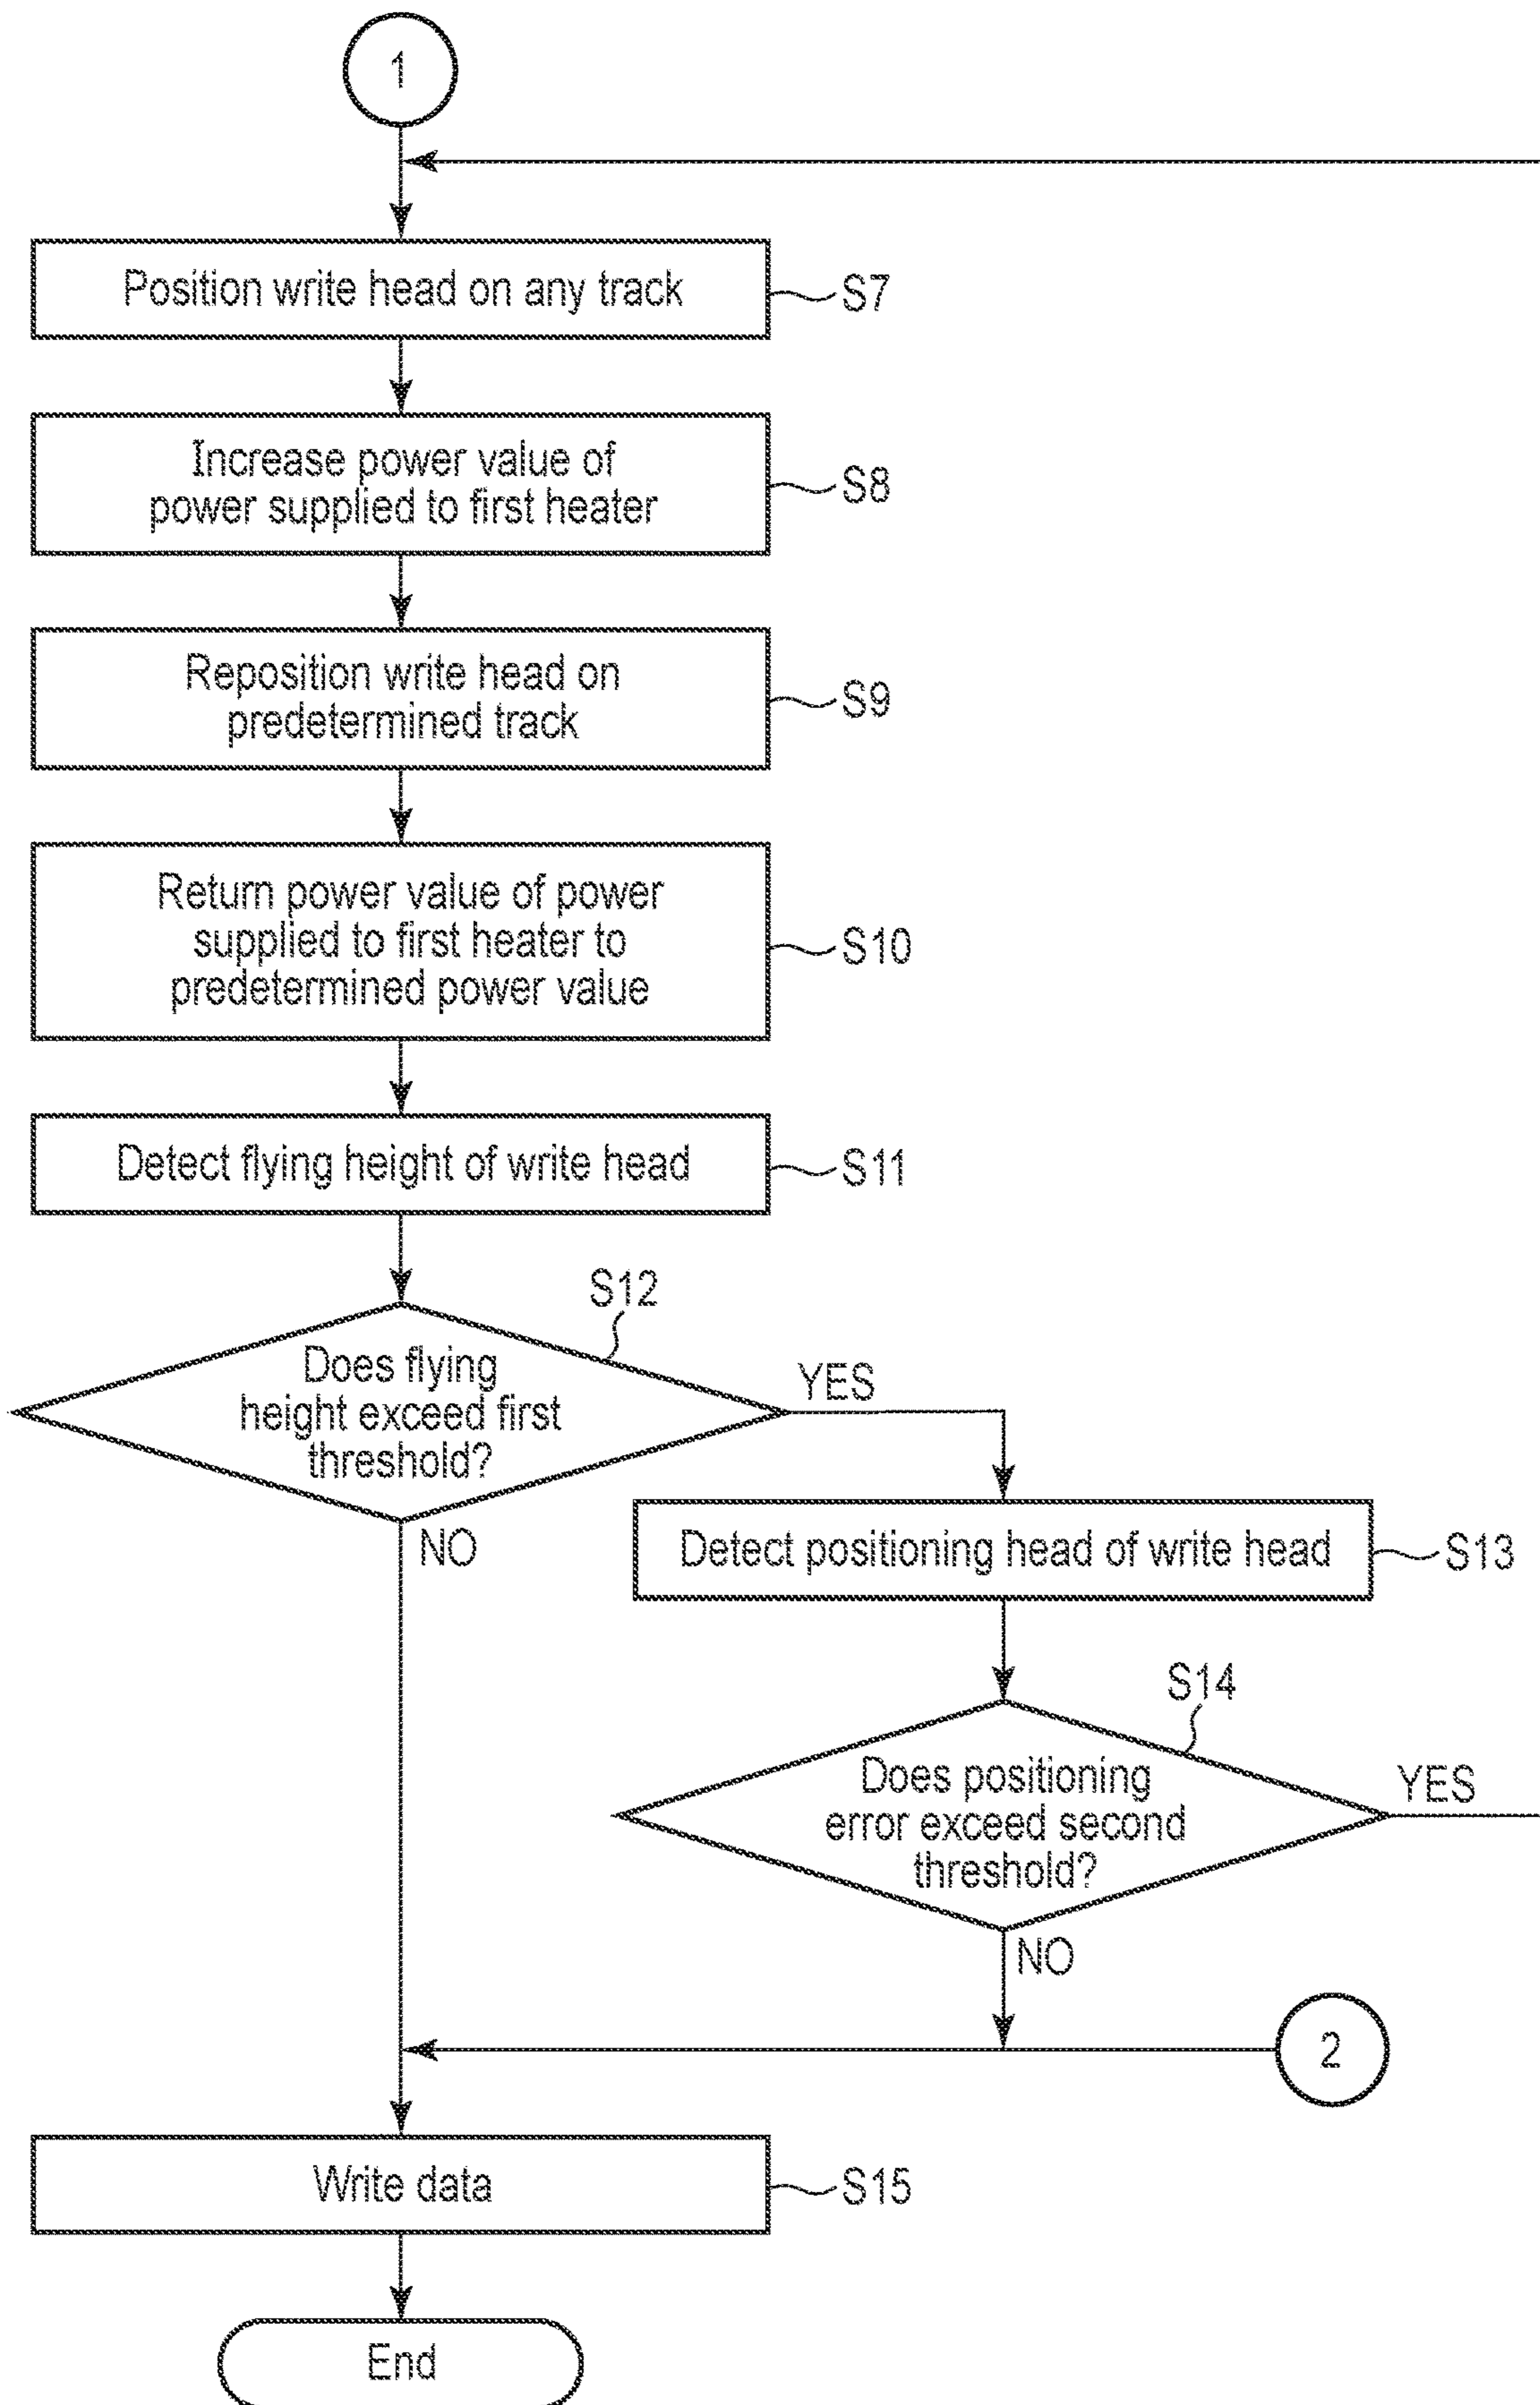 1
Position write head on any track
S7
Increase power value of
power supplied to first heater
S8
Reposition write head on
predetermined track
S9
Return power value of power
supplied to first heater to
predetermined power value
S10
Detect flying height of write head
S11
S12
Does flying
height exceed first
threshold?
YES
NO
Detect positioning head of write head
S13
S14
Does positioning
error exceed second
threshold?
YES
NO
2
Write data
S15
End